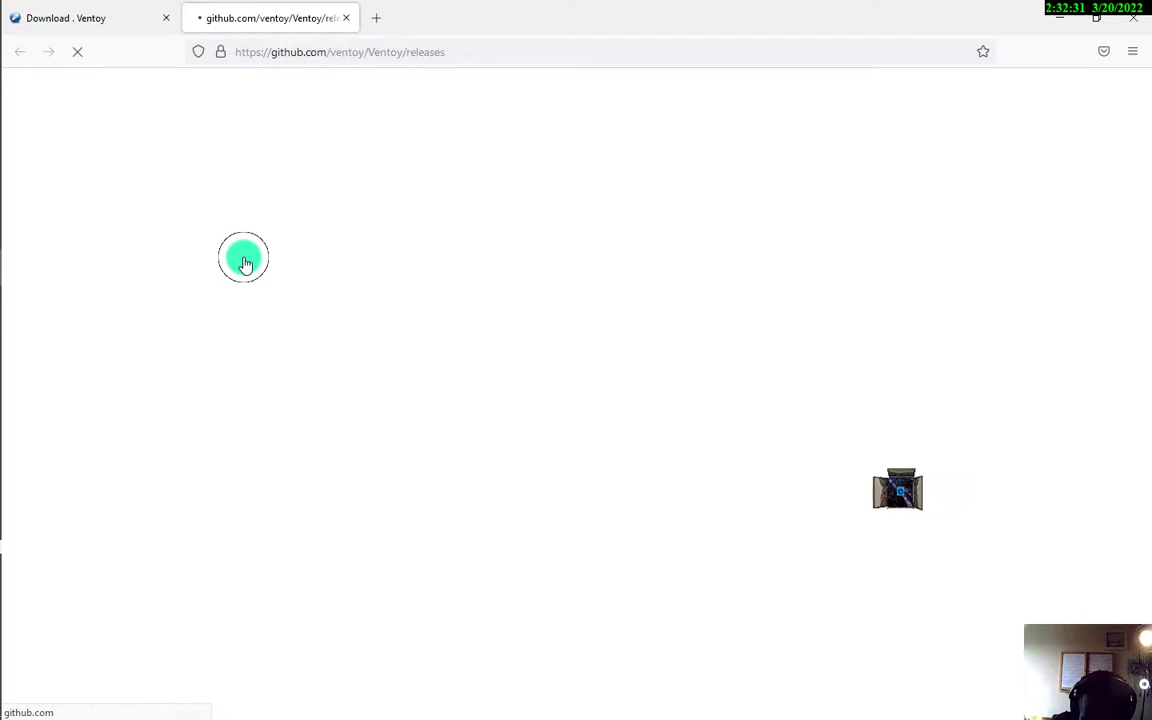 2:32:31 3/20/2022
Download . Ventoy
github.com/ventoy/Ventoy/rele
https://github.com/ventoy/Ventoy/releases
github.com